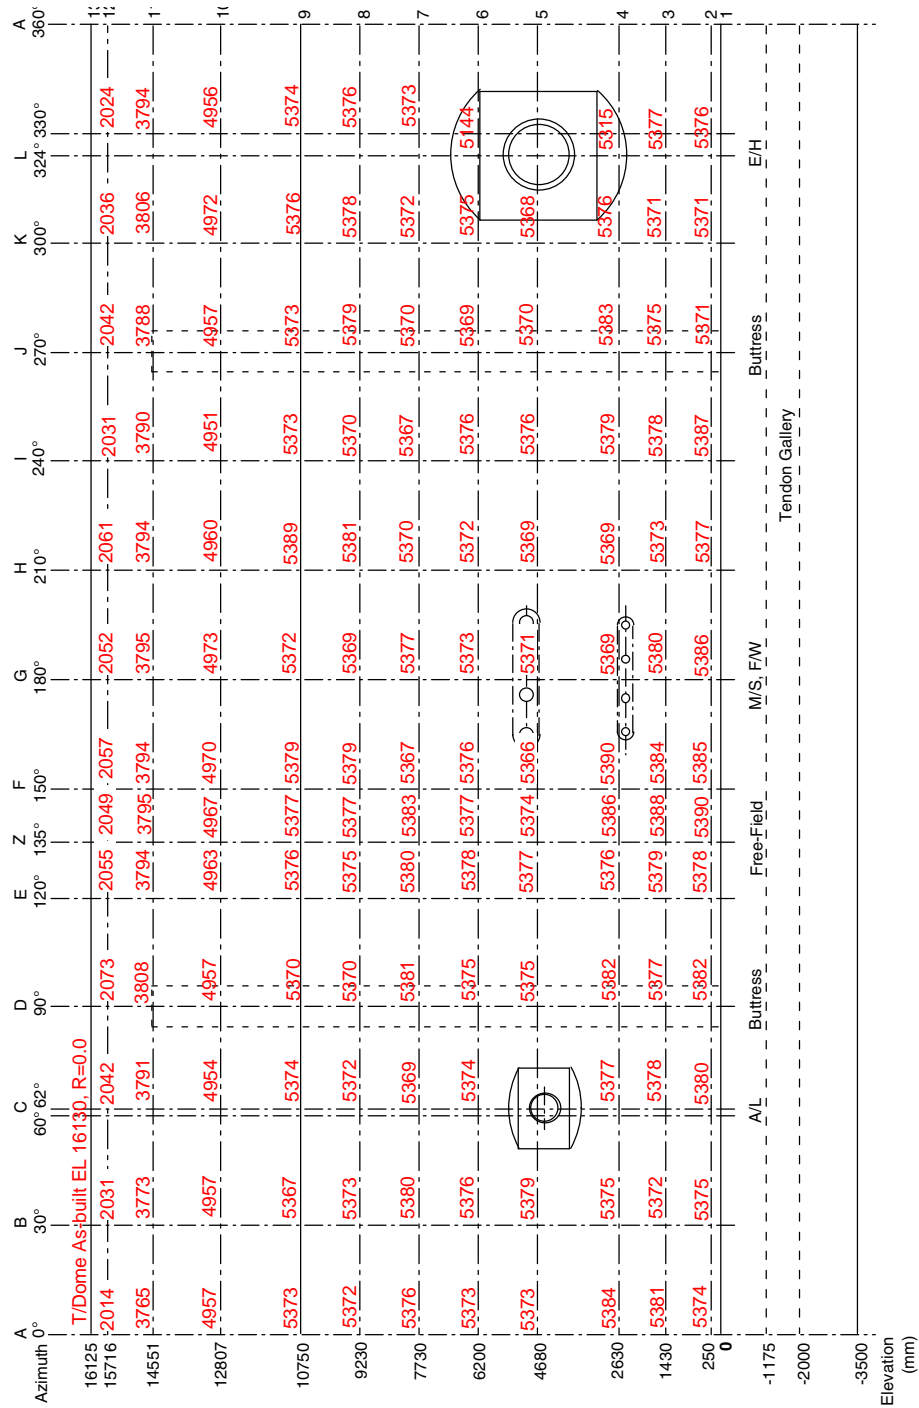 A B C D E Z F G H I J K L A
Azimuth 0° 30° 60° 62° 90° 120° 135° 150° 180° 210° 240° 270° 300° 324° 330° 360°
T/Dome As-built EL 16130, R=0.0
16125
15716 2014 2031 2042 2073 2055 2049 2057 2052 2061 2031 2042 2036 2024
14551 3765 3773 3791 3808 3794 3795 3794 3795 3794 3790 3788 3806 3794
12807 4957 4957 4954 4957 4963 4967 4970 4973 4960 4951 4957 4972 4956
10750 5373 5367 5374 5370 5376 5377 5379 5372 5389 5373 5373 5376 5374 9
9230 5372 5373 5372 5370 5375 5377 5379 5369 5381 5370 5379 5378 5376 8
7730 5376 5380 5369 5381 5380 5383 5367 5377 5370 5367 5370 5372 5373 7
6200 5373 5376 5374 5375 5378 5377 5376 5373 5372 5376 5369 5375 5144 6
4680 5373 5379 5375 5377 5374 5366 5371 5369 5376 5370 5368 5
2630 5384 5375 5377 5382 5376 5386 5390 5369 5369 5379 5383 5376 5315 4
1430 5381 5372 5378 5377 5379 5388 5384 5380 5373 5378 5375 5371 5377 3
250 5374 5375 5380 5382 5378 5390 5385 5386 5377 5387 5371 5371 5376 2
0 1
A/L Buttress Free-Field M/S, F/W Buttress E/H
-1175
Tendon Gallery
-2000
-3500
Elevation
(mm)